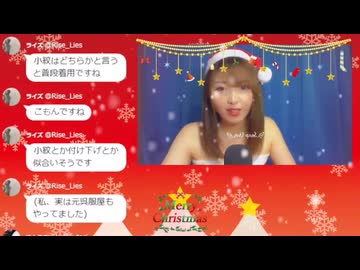 ライズ @Rise_Lies
小紋はどちらかと言う
と普段着用ですね
ライズ @Rise_Lies
こもんですね
ライズ @Rise_Lies
小紋とか付け下げとか
似合いそうです
ライズ @Rise_Lies
(私、実は元呉服屋も
やってました)
Merry
Christmas